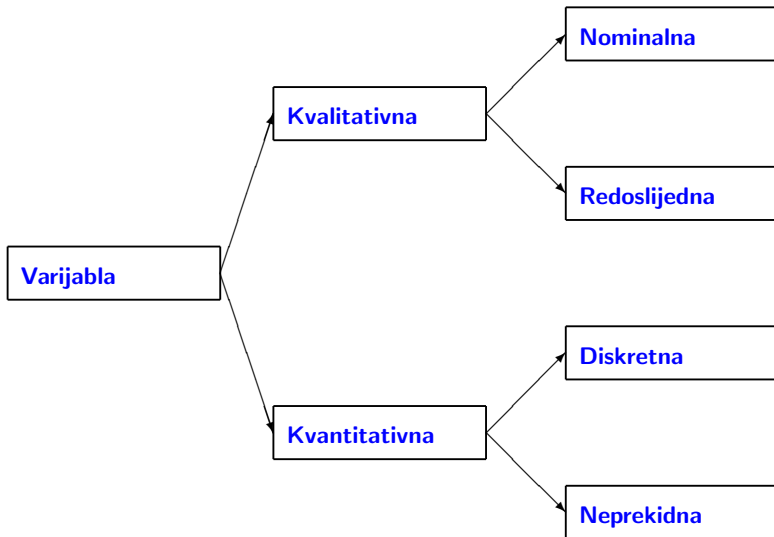 Nominalna
Kvalitativna
Redoslijedna
Varijabla
Diskretna
Kvantitativna
Neprekidna